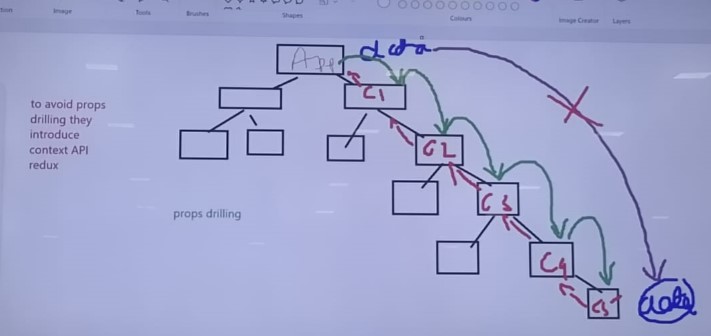 Image
Tools
Brushes
Shapes
Colours
Image Creator
Layers
App
data
to avoid props
drilling they
introduce
context API
redux
C1
C2
C3
props drilling
C4
C5
data